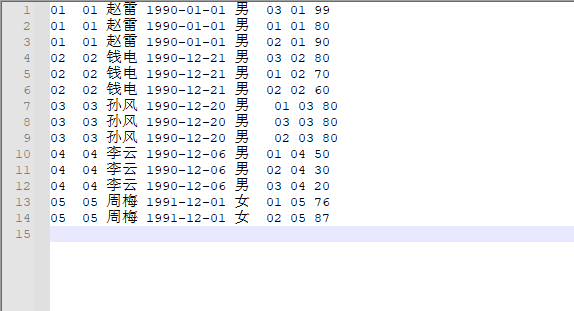 1 01  01 赵雷 1990-01-01 男  03 01 99
2 01  01 赵雷 1990-01-01 男  01 01 80
3 01  01 赵雷 1990-01-01 男  02 01 90
4 02  02 钱电 1990-12-21 男  03 02 80
5 02  02 钱电 1990-12-21 男  01 02 70
6 02  02 钱电 1990-12-21 男  02 02 60
7 03  03 孙风 1990-12-20 男   01 03 80
8 03  03 孙风 1990-12-20 男   03 03 80
9 03  03 孙风 1990-12-20 男   02 03 80
10 04  04 李云 1990-12-06 男  01 04 50
11 04  04 李云 1990-12-06 男  02 04 30
12 04  04 李云 1990-12-06 男  03 04 20
13 05  05 周梅 1991-12-01 女  01 05 76
14 05  05 周梅 1991-12-01 女  02 05 87
15